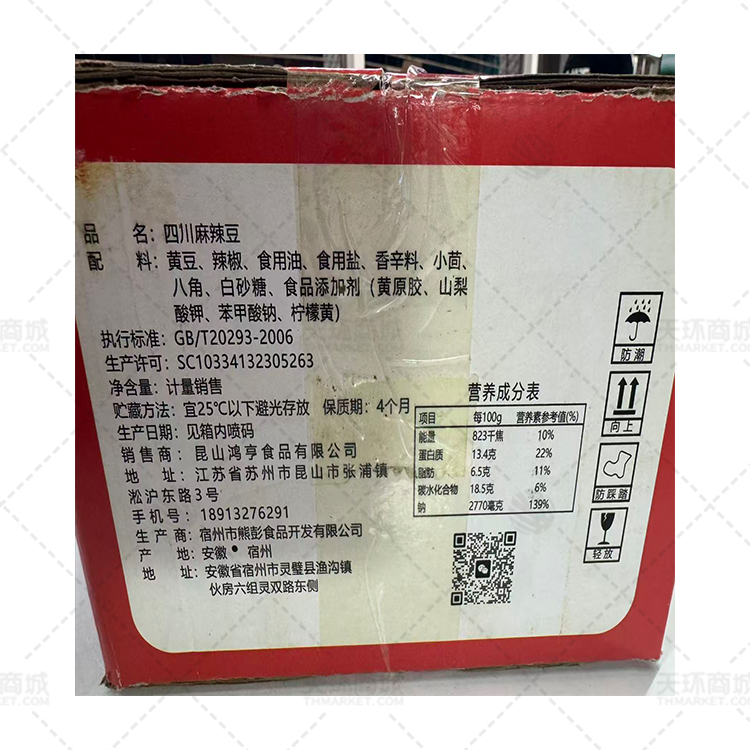 品 名：四川麻辣豆
配 料：黄豆、辣椒、食用油、食用盐、香辛料、小茴、
八角、白砂糖、食品添加剂（黄原胶、山梨
酸钾、苯甲酸钠、柠檬黄）
执行标准：GB/T20293-2006
生产许可：SC10334132305263
净含量：计量销售
贮藏方法：宜25℃以下避光存放 保质期：4个月
生产日期：见箱内喷码
销售商：昆山鸿亨食品有限公司
地 址：江苏省苏州市昆山市张浦镇
淞沪东路3号
手机号：18913276291
生产商：宿州市熊彭食品开发有限公司
产 地：安徽•宿州
地 址：安徽省宿州市灵璧县渔沟镇
伙房六组灵双路东侧
营养成分表
项目 每100g 营养素参考值(%)
能量 823千焦 10%
蛋白质 13.4克 22%
脂肪 6.5克 11%
碳水化合物 18.5克 6%
钠 2770毫克 139%
防潮
向上
防踩踏
轻放
天环商城
THMARKET.COM